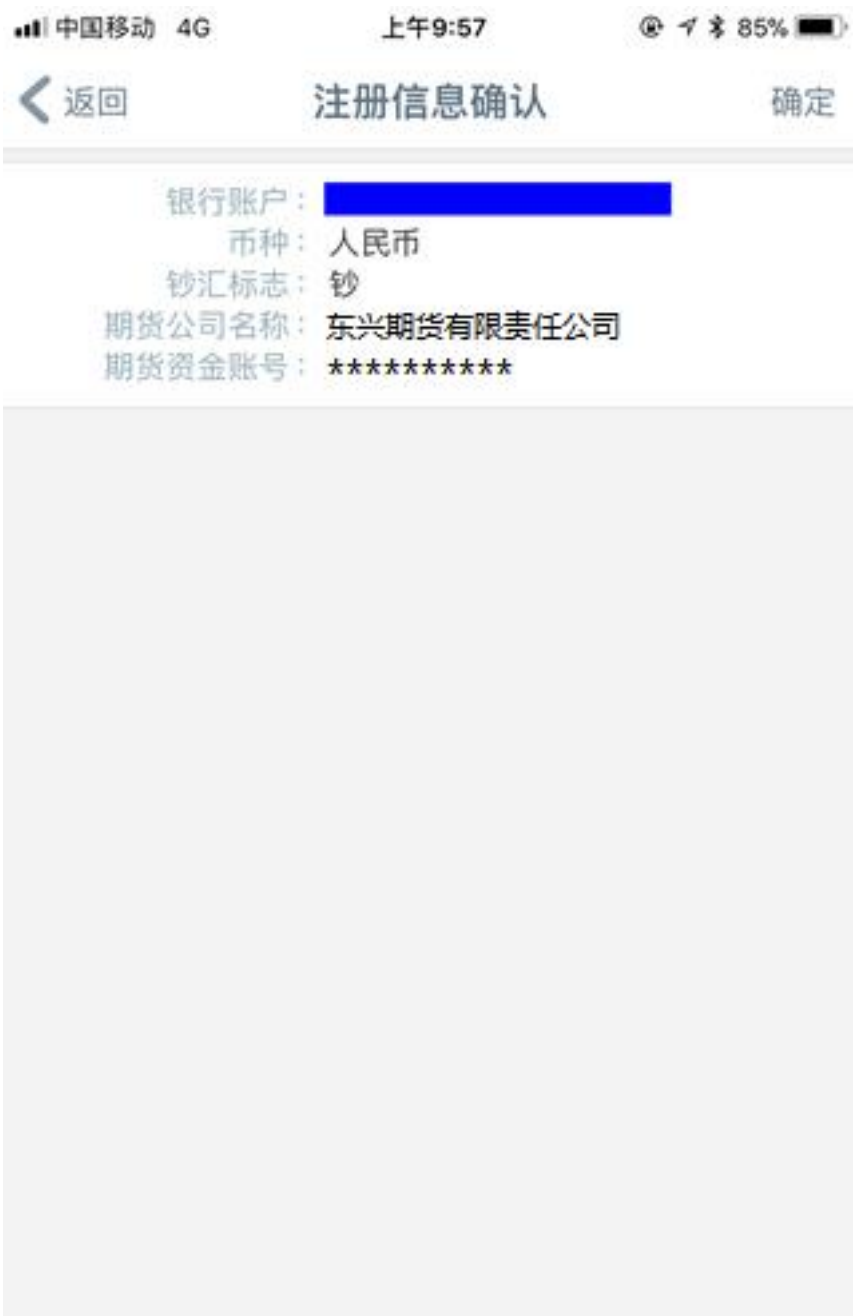 中国移动 4G 上午9:57 85%
返回 注册信息确认 确定
银行账户：
币种：人民币
钞汇标志：钞
期货公司名称：东兴期货有限责任公司
期货资金账号：**********